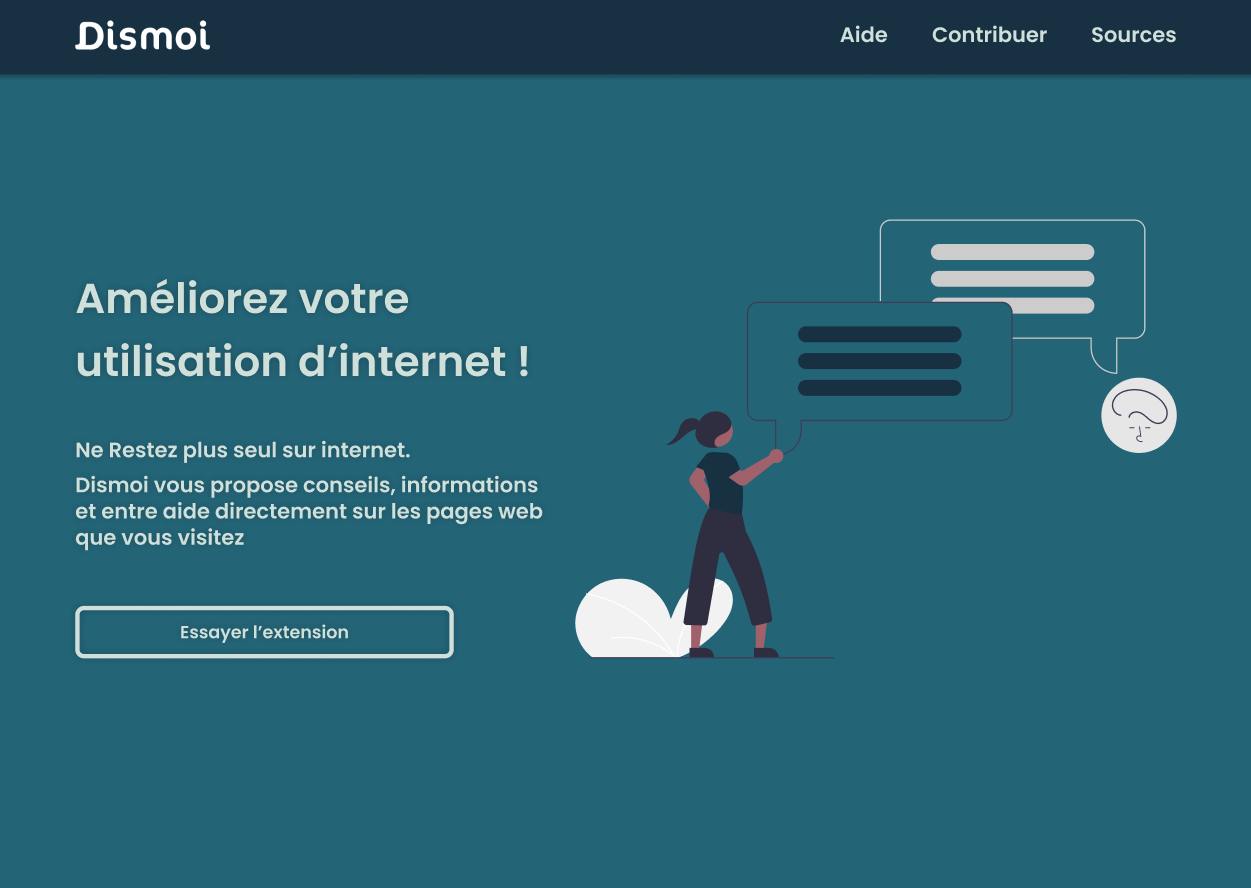 Dismoi
Aide Contribuer Sources
Améliorez votre
utilisation d’internet !
Ne Restez plus seul sur internet.
Dismoi vous propose conseils, informations
et entre aide directement sur les pages web
que vous visitez
Essayer l’extension